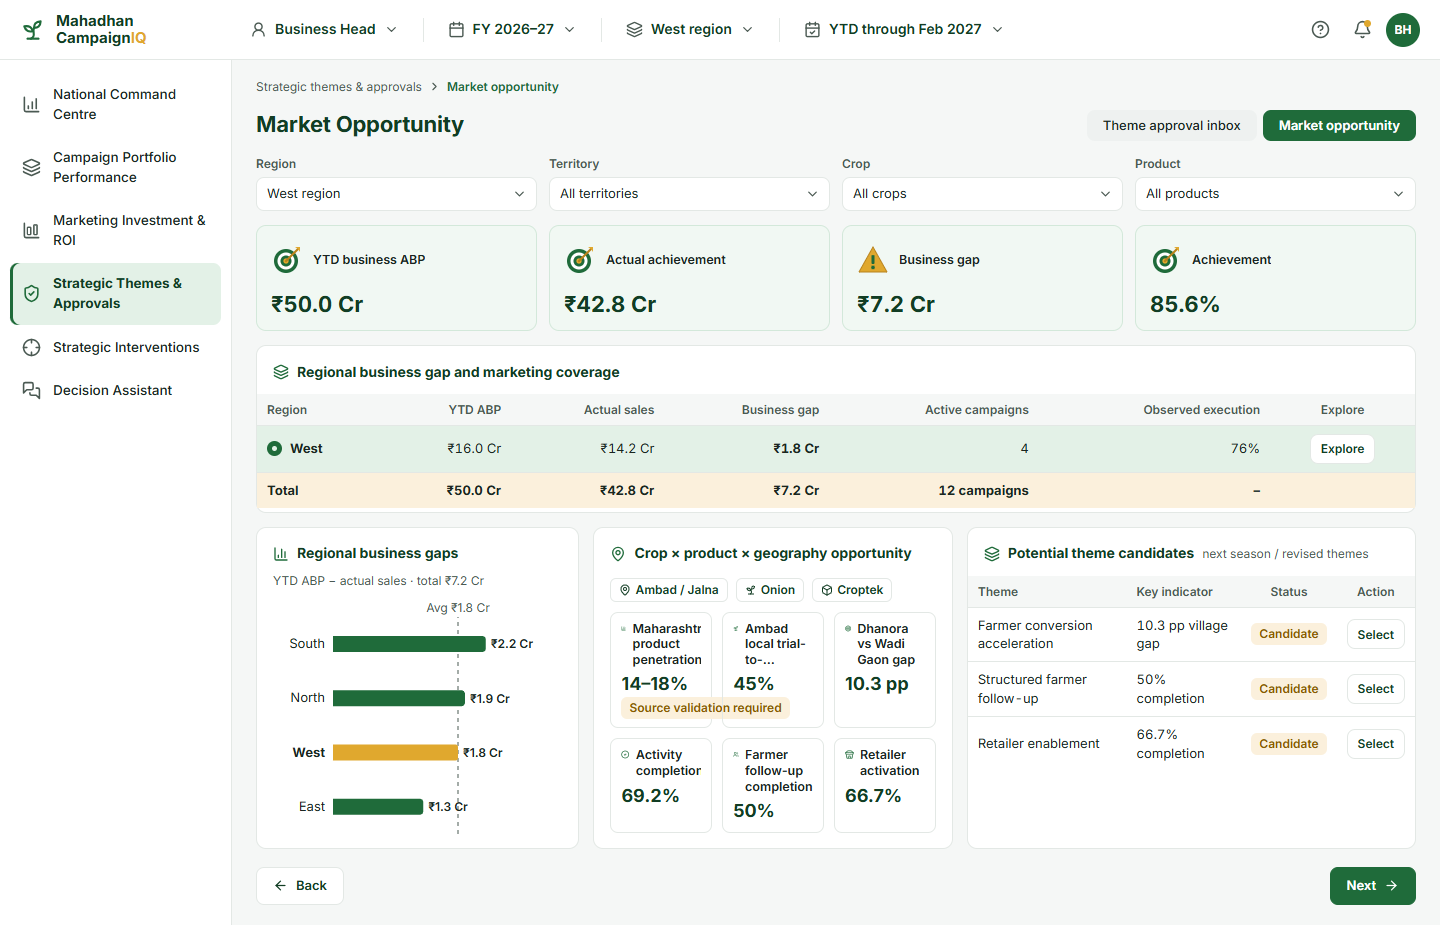 Mahadhan
CampaignIQ
Business Head
FY 2026–27
West region
YTD through Feb 2027
BH
National Command
Centre
Campaign Portfolio
Performance
Marketing Investment &
ROI
Strategic Themes &
Approvals
Strategic Interventions
Decision Assistant
Strategic themes & approvals > Market opportunity
Market Opportunity
Theme approval inbox
Market opportunity
Region
Territory
Crop
Product
West region
All territories
All crops
All products
YTD business ABP
₹50.0 Cr
Actual achievement
₹42.8 Cr
Business gap
₹7.2 Cr
Achievement
85.6%
Regional business gap and marketing coverage
Region YTD ABP Actual sales Business gap Active campaigns Observed execution Explore
West ₹16.0 Cr ₹14.2 Cr ₹1.8 Cr 4 76% Explore
Total ₹50.0 Cr ₹42.8 Cr ₹7.2 Cr 12 campaigns –
Regional business gaps
YTD ABP – actual sales · total ₹7.2 Cr
Avg ₹1.8 Cr
South ₹2.2 Cr
North ₹1.9 Cr
West ₹1.8 Cr
East ₹1.3 Cr
Crop × product × geography opportunity
Ambad / Jalna
Onion
Croptek
Maharashtr
product
penetration
14–18%
Source validation required
Ambad
local trial-
to-...
45%
Dhanora
vs Wadi
Gaon gap
10.3 pp
Activity
completion
69.2%
Farmer
follow-up
completion
50%
Retailer
activation
66.7%
Potential theme candidates next season / revised themes
Theme Key indicator Status Action
Farmer conversion
acceleration
10.3 pp village
gap
Candidate
Select
Structured farmer
follow-up
50%
completion
Candidate
Select
Retailer enablement
66.7%
completion
Candidate
Select
Back
Next